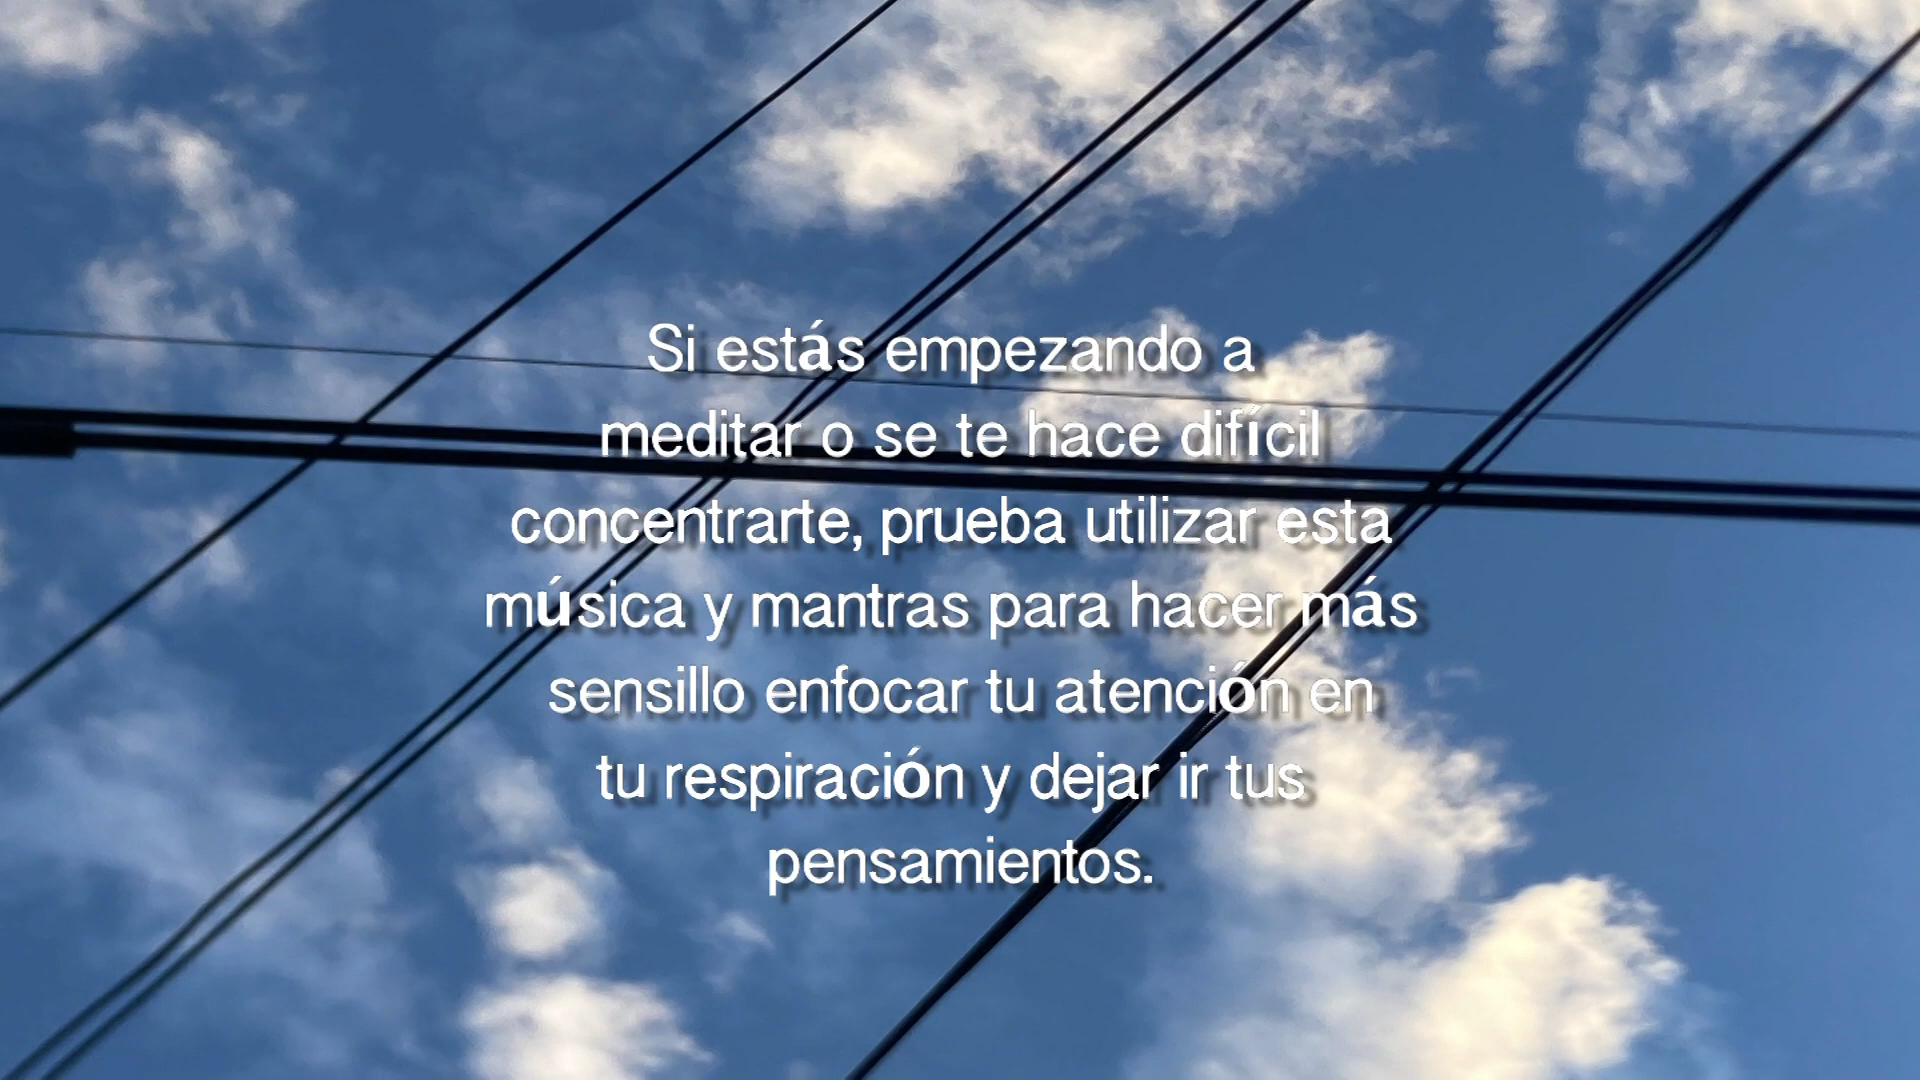 Si estás empezando a
meditar o se te hace difícil
concentrarte, prueba utilizar esta
música y mantras para hacer más
sensillo enfocar tu atención en
tu respiración y dejar ir tus
pensamientos.